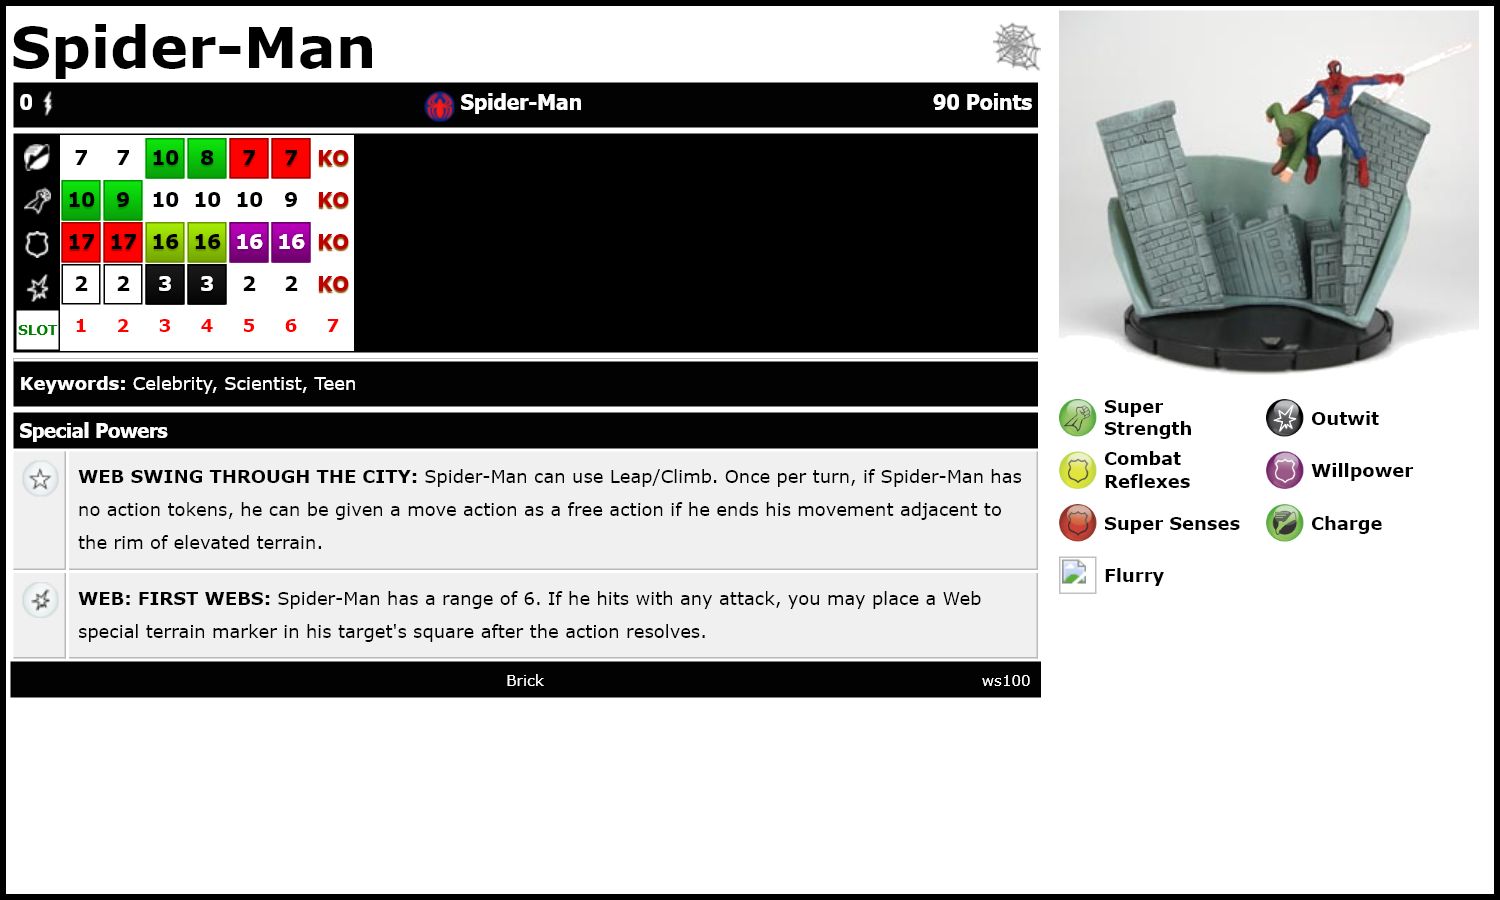 Spider-Man
0 Spider-Man 90 Points
7 7 10 8 7 7 KO
10 9 10 10 10 9 KO
17 17 16 16 16 16 KO
2 2 3 3 2 2 KO
SLOT 1 2 3 4 5 6 7
Keywords: Celebrity, Scientist, Teen
Special Powers
WEB SWING THROUGH THE CITY: Spider-Man can use Leap/Climb. Once per turn, if Spider-Man has
no action tokens, he can be given a move action as a free action if he ends his movement adjacent to
the rim of elevated terrain.
WEB: FIRST WEBS: Spider-Man has a range of 6. If he hits with any attack, you may place a Web
special terrain marker in his target's square after the action resolves.
Brick ws100
Super
Strength
Outwit
Combat
Reflexes
Willpower
Super Senses
Charge
Flurry